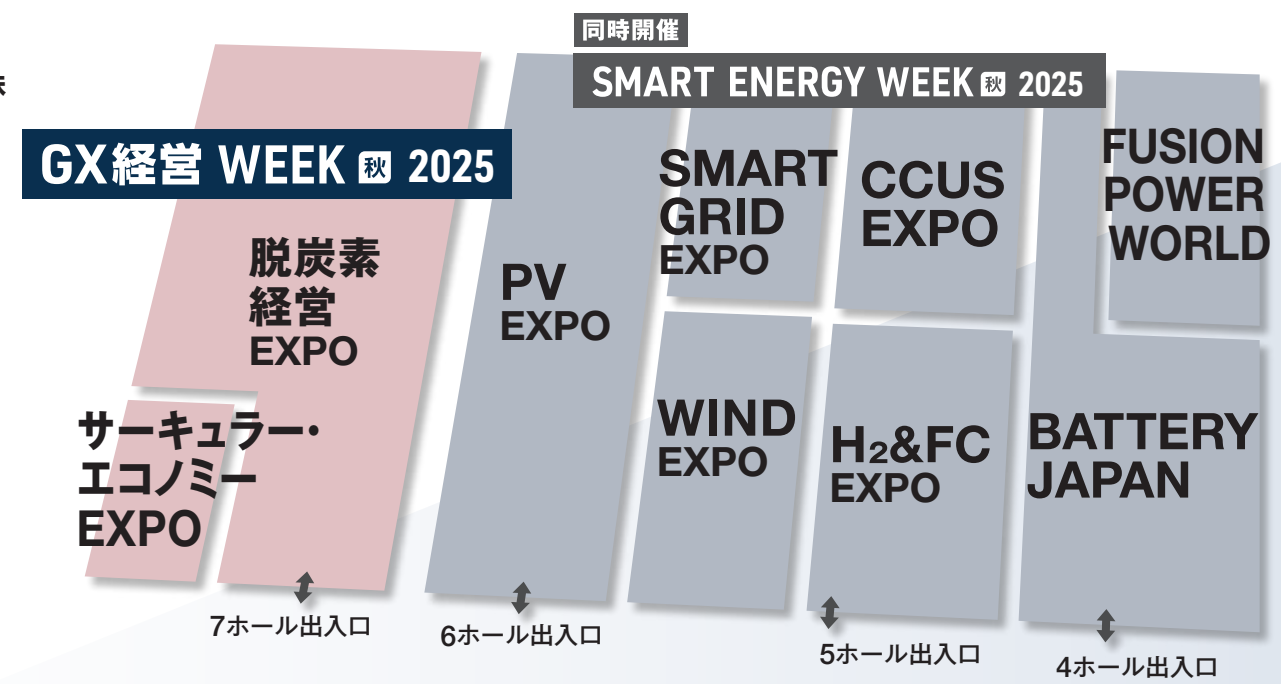 同時開催
SMART ENERGY WEEK 秋 2025
GX経営 WEEK 秋 2025
脱炭素
経営
EXPO
サーキュラー・
エコノミー
EXPO
PV
EXPO
SMART
GRID
EXPO
WIND
EXPO
CCUS
EXPO
H2&FC
EXPO
FUSION
POWER
WORLD
BATTERY
JAPAN
7ホール出入口
6ホール出入口
5ホール出入口
4ホール出入口